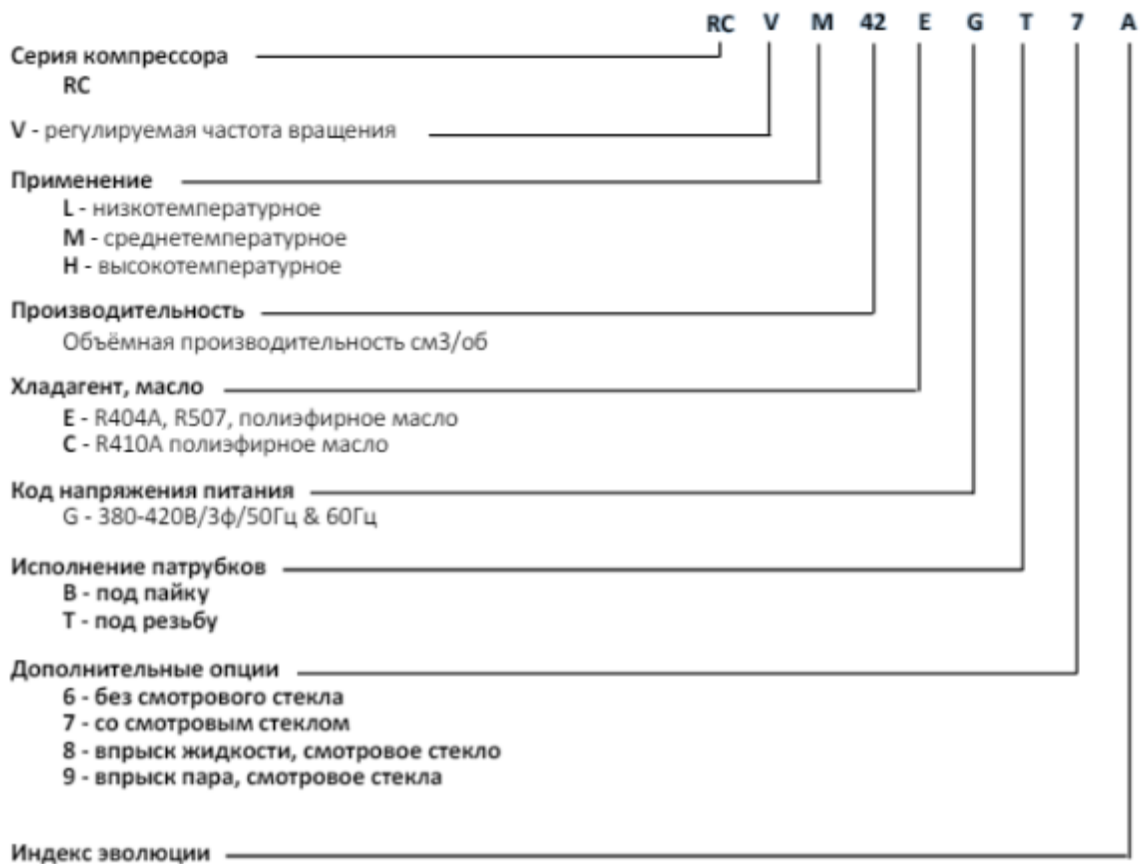 RC V M 42 E G T 7 A
Серия компрессора
RC
V - регулируемая частота вращения
Применение
L - низкотемпературное
M - среднетемпературное
H - высокотемпературное
Производительность
Объёмная производительность см3/об
Хладагент, масло
E - R404A, R507, полиэфирное масло
C - R410A полиэфирное масло
Код напряжения питания
G - 380-420В/3ф/50Гц & 60Гц
Исполнение патрубков
B - под пайку
T - под резьбу
Дополнительные опции
6 - без смотрового стекла
7 - со смотровым стеклом
8 - впрыск жидкости, смотровое стекло
9 - впрыск пара, смотровое стекла
Индекс эволюции